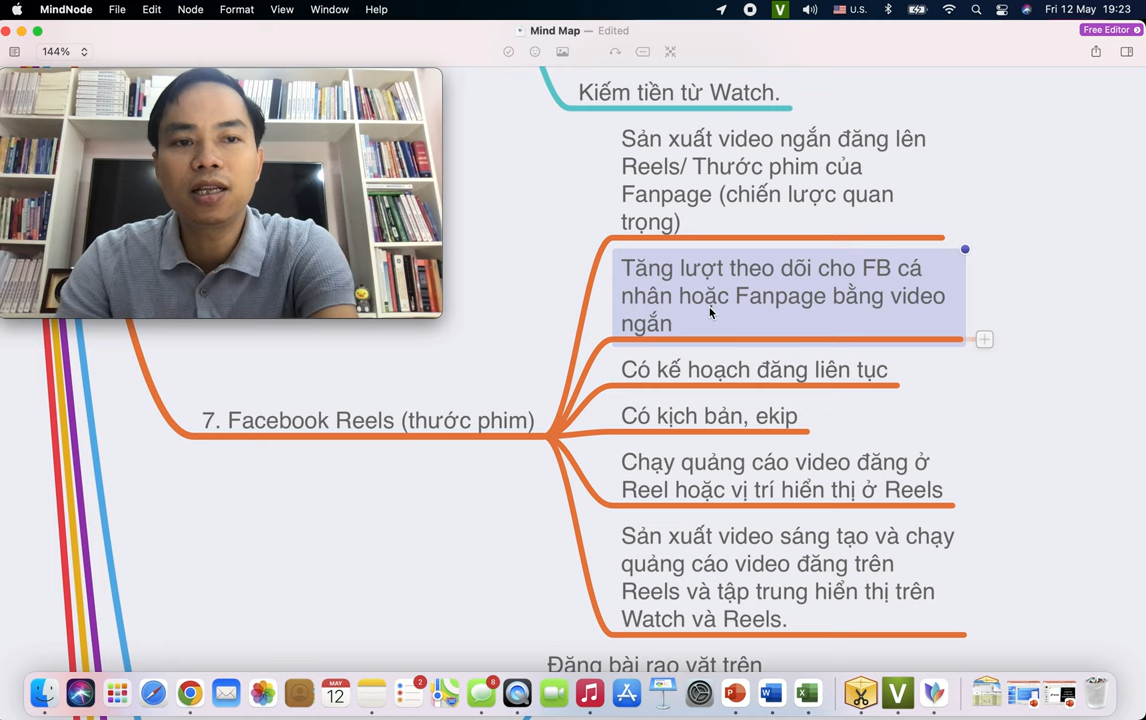 MindNode File Edit Node Format View Window Help
V U.S. Fri 12 May 19:23
Mind Map — Edited
Free Editor
144%
Kiếm tiền từ Watch.
Sản xuất video ngắn đăng lên
Reels/ Thước phim của
Fanpage (chiến lược quan
trọng)
Tăng lượt theo dõi cho FB cá
nhân hoặc Fanpage bằng video
ngắn
Có kế hoạch đăng liên tục
7. Facebook Reels (thước phim)
Có kịch bản, ekip
Chạy quảng cáo video đăng ở
Reel hoặc vị trí hiển thị ở Reels
Sản xuất video sáng tạo và chạy
quảng cáo video đăng trên
Reels và tập trung hiển thị trên
Watch và Reels.
Đăng bài rao vặt trên
MAY
12
2
8
V